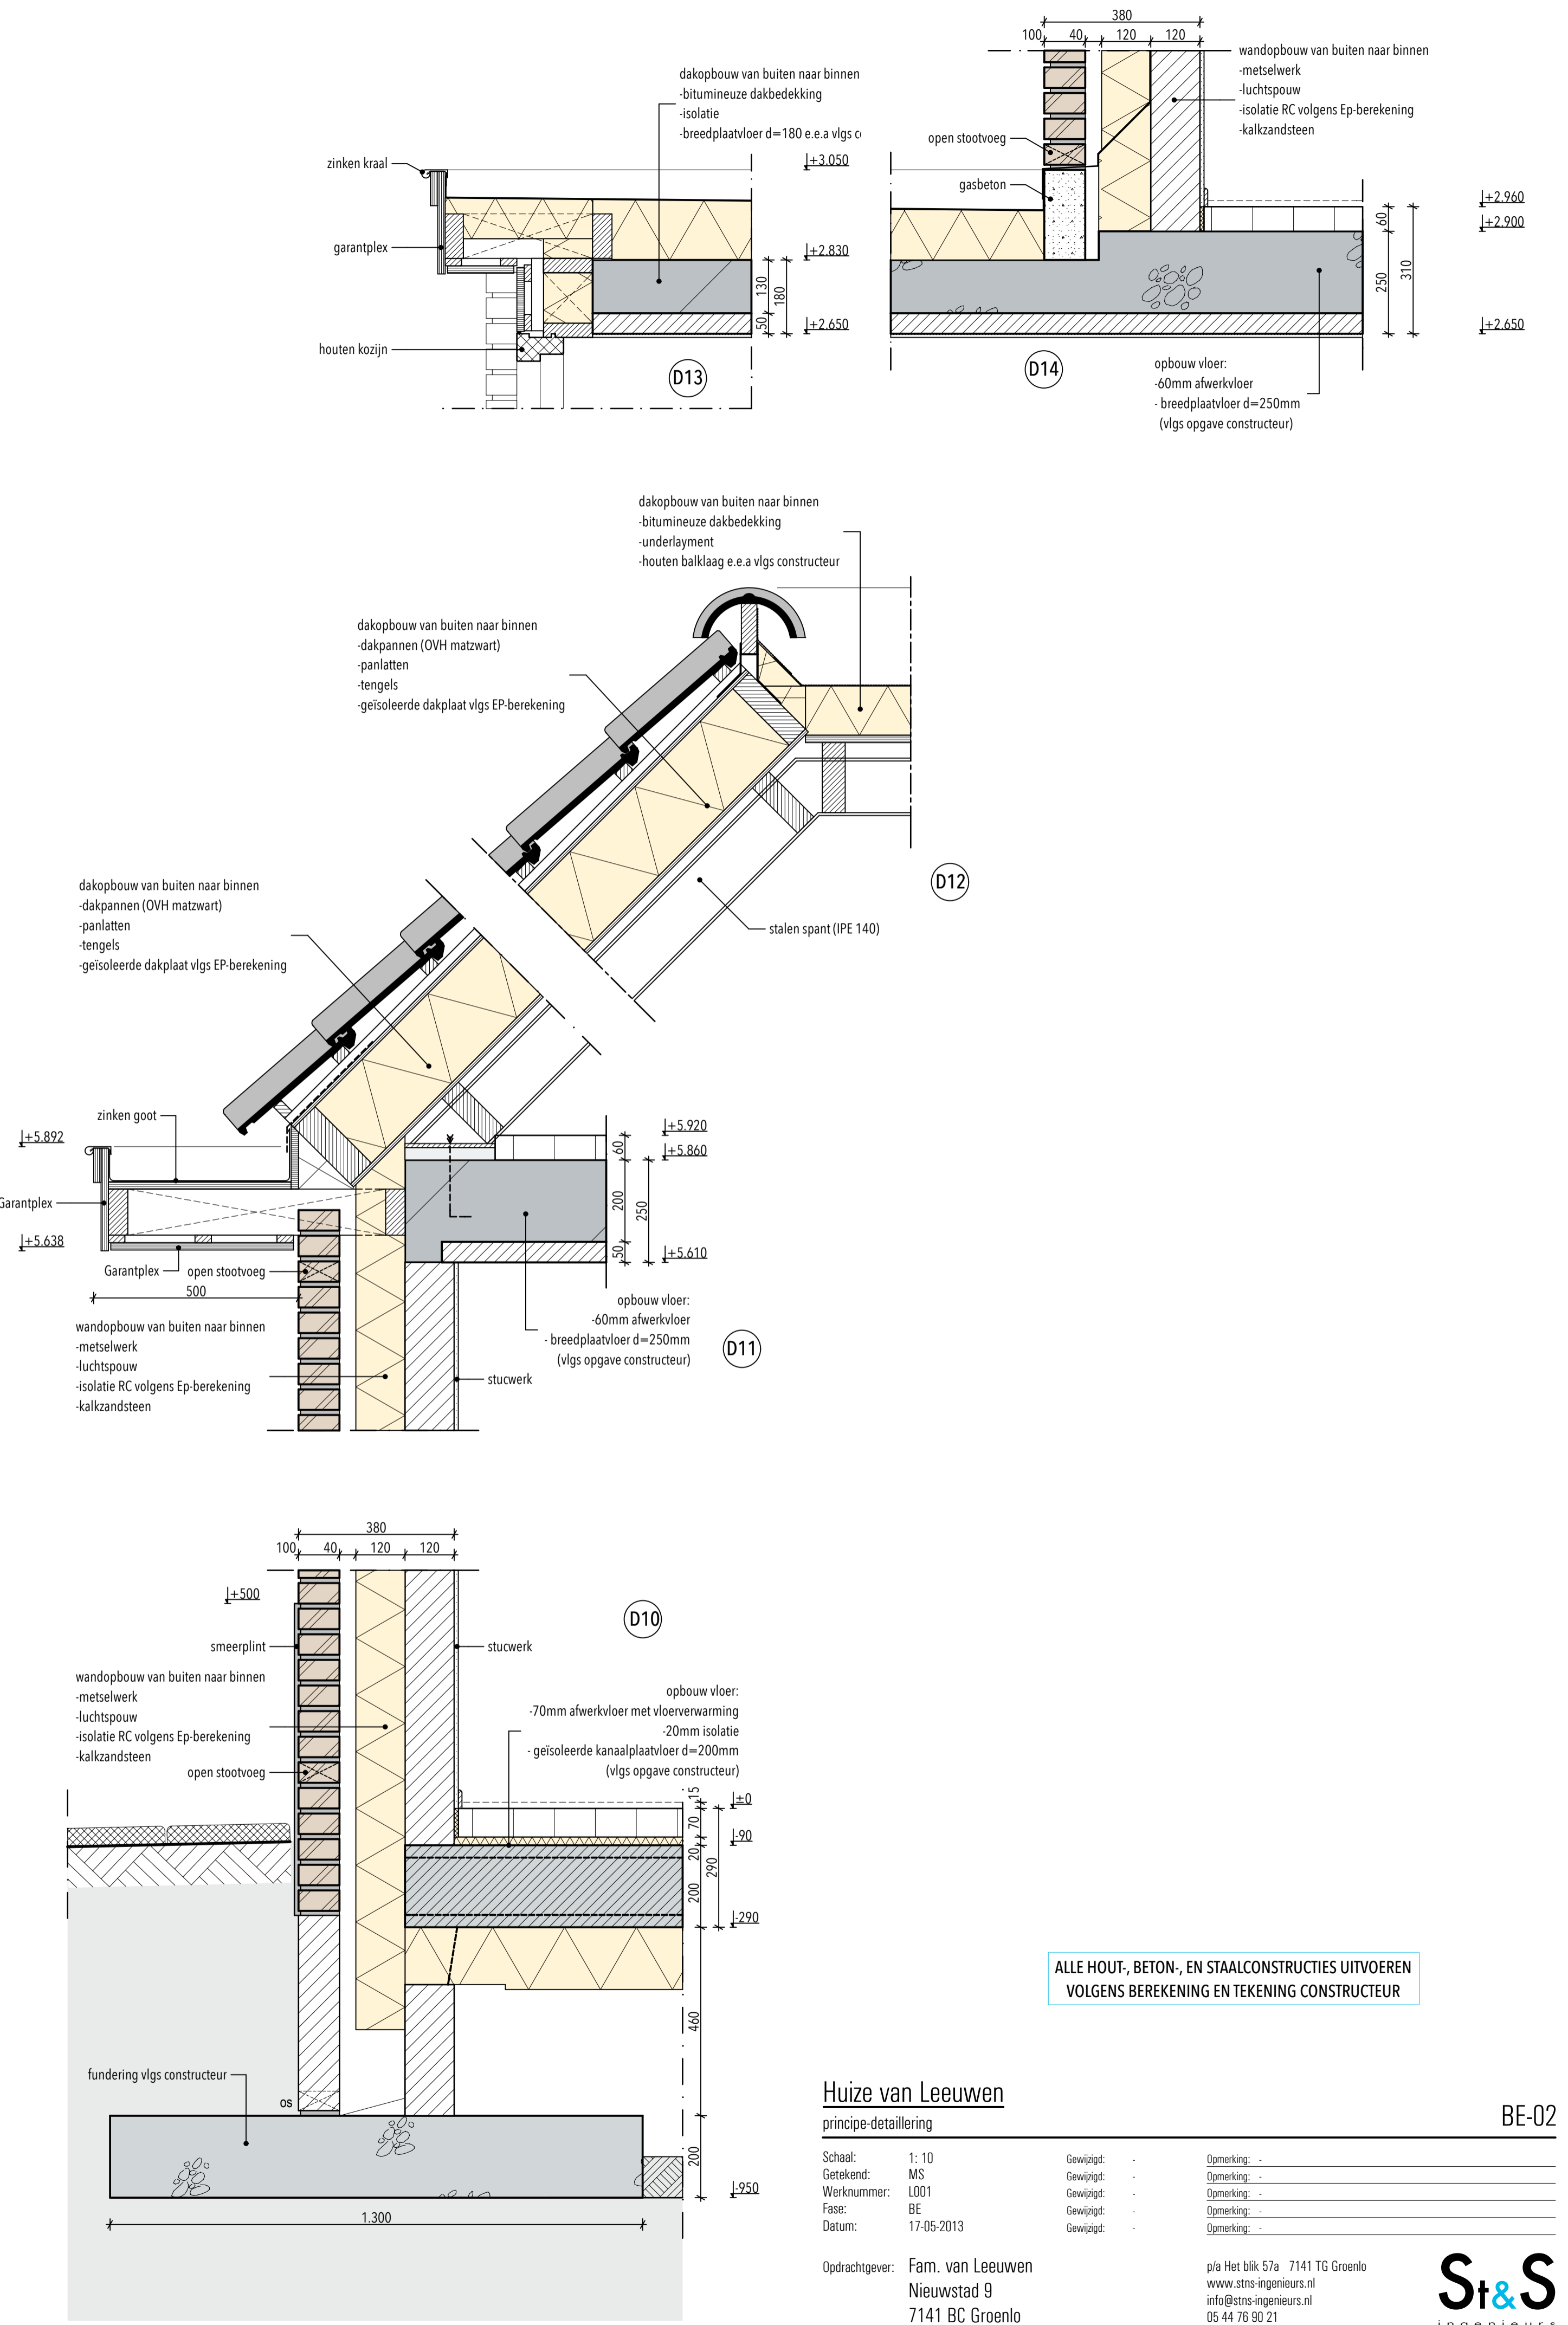 380
100 40 120 120
wandopbouw van buiten naar binnen
-metselwerk
-luchtspouw
-isolatie RC volgens Ep-berekening
-kalkzandsteen
dakopbouw van buiten naar binnen
-bitumineuze dakbedekking
-isolatie
-breedplaatvloer d=180 e.e.a vlgs
zinken kraal
garantplex
houten kozijn
+3.050
+2.830
+2.650
130
180
50
D13
open stootvoeg
gasbeton
+2.960
+2.900
+2.650
60
250
310
D14
opbouw vloer:
-60mm afwerkvloer
- breedplaatvloer d=250mm
(vlgs opgave constructeur)
dakopbouw van buiten naar binnen
-bitumineuze dakbedekking
-underlayment
-houten balklaag e.e.a vlgs constructeur
dakopbouw van buiten naar binnen
-dakpannen (OVH matzwart)
-panlatten
-tengels
-geïsoleerde dakplaat vlgs EP-berekening
D12
stalen spant (IPE 140)
dakopbouw van buiten naar binnen
-dakpannen (OVH matzwart)
-panlatten
-tengels
-geïsoleerde dakplaat vlgs EP-berekening
zinken goot
+5.892
Garantplex
+5.638
Garantplex
open stootvoeg
500
+5.920
+5.860
+5.610
60
200
250
50
opbouw vloer:
-60mm afwerkvloer
- breedplaatvloer d=250mm
(vlgs opgave constructeur)
D11
wandopbouw van buiten naar binnen
-metselwerk
-luchtspouw
-isolatie RC volgens Ep-berekening
-kalkzandsteen
stucwerk
380
100 40 120 120
+500
D10
smeerplint
stucwerk
wandopbouw van buiten naar binnen
-metselwerk
-luchtspouw
-isolatie RC volgens Ep-berekening
-kalkzandsteen
open stootvoeg
opbouw vloer:
-70mm afwerkvloer met vloerverwarming
-20mm isolatie
- geïsoleerde kanaalplaatvloer d=200mm
(vlgs opgave constructeur)
15
±0
70
-90
20
290
200
-290
460
200
-950
fundering vlgs constructeur
os
1.300
ALLE HOUT-, BETON-, EN STAALCONSTRUCTIES UITVOEREN
VOLGENS BEREKENING EN TEKENING CONSTRUCTEUR
Huize van Leeuwen
principe-detaillering
BE-02
Schaal: 1: 10 Gewijzigd: - Opmerking: -
Getekend: MS Gewijzigd: - Opmerking: -
Werknummer: L001 Gewijzigd: - Opmerking: -
Fase: BE Gewijzigd: - Opmerking: -
Datum: 17-05-2013 Gewijzigd: - Opmerking: -
Opdrachtgever: Fam. van Leeuwen
Nieuwstad 9
7141 BC Groenlo
p/a Het blik 57a 7141 TG Groenlo
www.stns-ingenieurs.nl
info@stns-ingenieurs.nl
05 44 76 90 21
St&S
ingenieurs